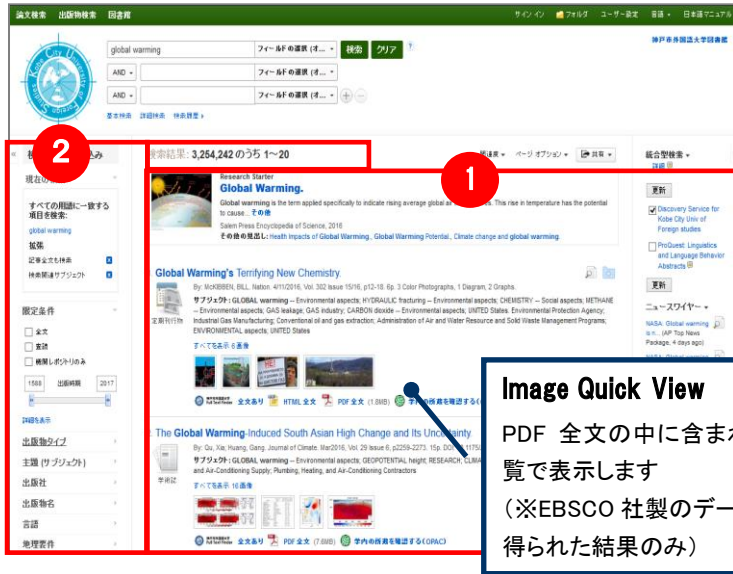 論文検索 出版物検索 図書館
サインイン フォルダ ユーザー設定 言語 日本語マニュアル
神戸市外国語大学図書館
Kobe City University of Foreign Studies
global warming フィールドの選択 (オ... 検索 クリア ?
AND フィールドの選択 (オ...
AND フィールドの選択 (オ...
基本検索 詳細検索 検索履歴
2
検索結果: 3,254,242 のうち 1~20
関連度 ページ オプション 共有
1
現在の
すべての用語に一致する
項目を検索:
global warming
拡張
記事全文も検索
検索関連サブジェクト
限定条件
全文
査読
機関レポジトリのみ
1588 出版時期 2017
詳細を表示
出版物タイプ
主題 (サブジェクト)
出版社
出版物名
言語
地理要件
Research Starter
Global Warming.
Global warming is the term applied specifically to indicate rising average global This rise in temperature has the potential
to cause... その他
Salem Press Encyclopedia of Science, 2016
その他の見出し: Health Impacts of Global Warming., Global Warming Potential., Climate change and global warming.
Global Warming's Terrifying New Chemistry.
By: McKIBBEN, BILL. Nation. 4/11/2016, Vol. 302 Issue 15/16, p12-18. 6p. 3 Color Photographs, 1 Diagram, 2 Graphs.
定期刊行物
サブジェクト: GLOBAL warming -- Environmental aspects; HYDRAULIC fracturing -- Environmental aspects; CHEMISTRY -- Social aspects; METHANE
-- Environmental aspects; GAS leakage; GAS industry; CARBON dioxide -- Environmental aspects; UNITED States. Environmental Protection Agency;
Industrial Gas Manufacturing; Conventional oil and gas extraction; Administration of Air and Water Resource and Solid Waste Management Programs;
ENVIRONMENTAL aspects; UNITED States
すべてを表示 6 画像
全文あり HTML 全文 PDF 全文 (1.8MB) 学内の所蔵を確認する
The Global Warming-Induced South Asian High Change and Its Uncertainty.
By: Qu, Xia; Huang, Gang. Journal of Climate. Mar2016, Vol. 29 Issue 6, p2259-2273. 15p. DOI:
学術誌
サブジェクト: GLOBAL warming -- Environmental aspects; GEOPOTENTIAL height; RESEARCH;
and Air-Conditioning Supply; Plumbing, Heating, and Air-Conditioning Contractors
すべてを表示 16 画像
全文あり PDF 全文 (7.8MB) 学内の所蔵を確認する(OPAC)
統合型検索
詳細
更新
Discovery Service for
Kobe City Univ of
Foreign studies
ProQuest: Linguistics
and Language Behavior
Abstracts
更新
ニュースワイヤー
NASA: Global warming
is n... (AP Top News
Package, 4 days ago)
Image Quick View
PDF 全文の中に含ま
覧で表示します
(※EBSCO 社製のデー
得られた結果のみ)